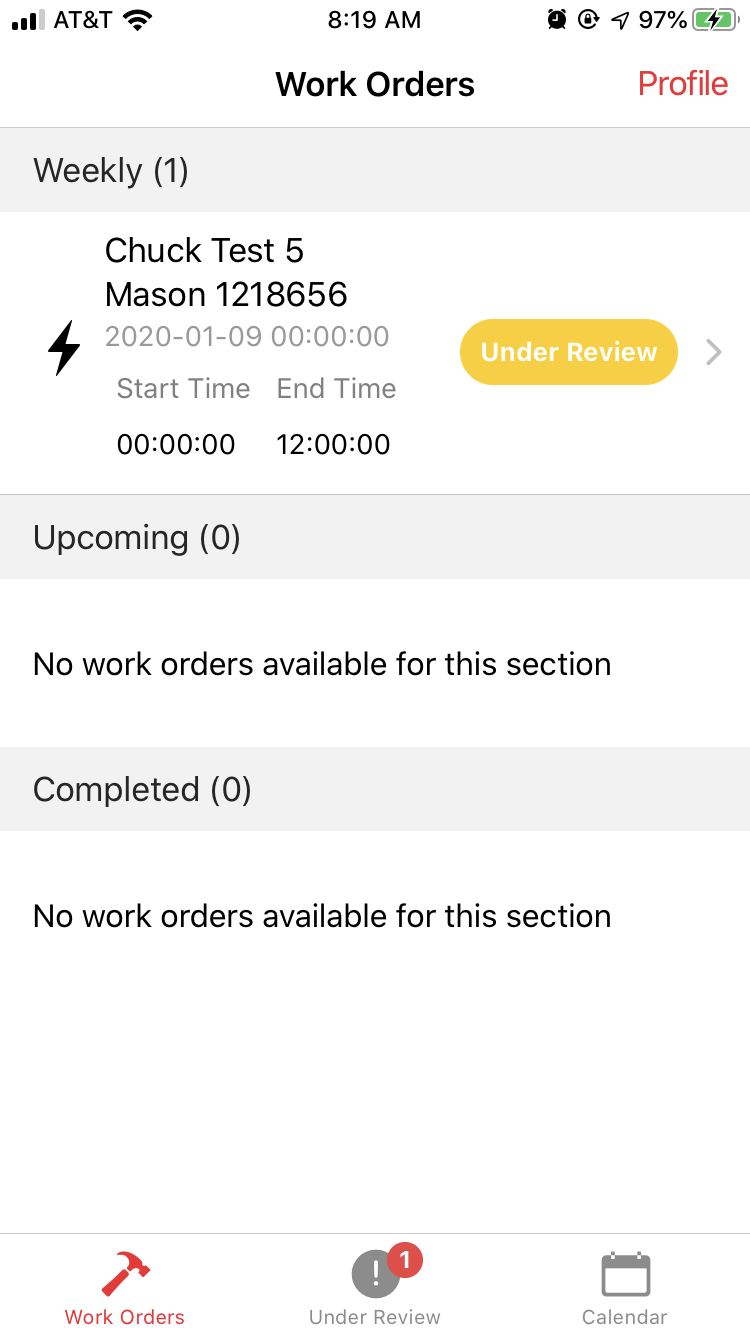 AT&T 8:19 AM 97%
Work Orders Profile
Weekly (1)
Chuck Test 5
Mason 1218656
2020-01-09 00:00:00
Under Review
Start Time End Time
00:00:00 12:00:00
Upcoming (0)
No work orders available for this section
Completed (0)
No work orders available for this section
1
Work Orders Under Review Calendar